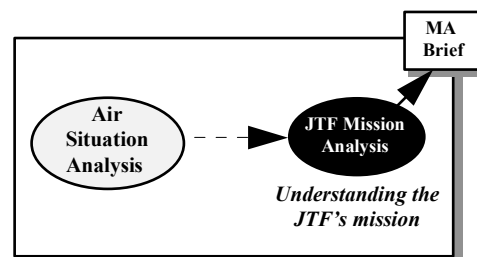 MA
Brief
Air
Situation
Analysis
JTF Mission
Analysis
Understanding the
JTF's mission